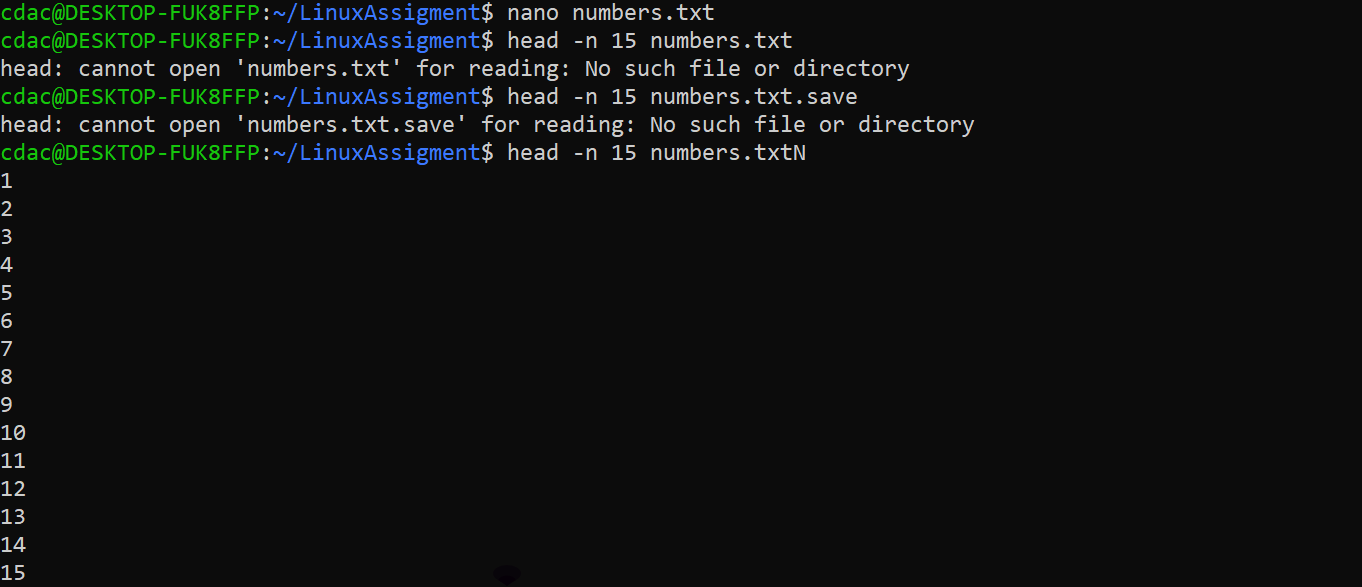 cdac@DESKTOP-FUK8FFP:~/LinuxAssigment$ nano numbers.txt
cdac@DESKTOP-FUK8FFP:~/LinuxAssigment$ head -n 15 numbers.txt
head: cannot open 'numbers.txt' for reading: No such file or directory
cdac@DESKTOP-FUK8FFP:~/LinuxAssigment$ head -n 15 numbers.txt.save
head: cannot open 'numbers.txt.save' for reading: No such file or directory
cdac@DESKTOP-FUK8FFP:~/LinuxAssigment$ head -n 15 numbers.txtN
1
2
3
4
5
6
7
8
9
10
11
12
13
14
15